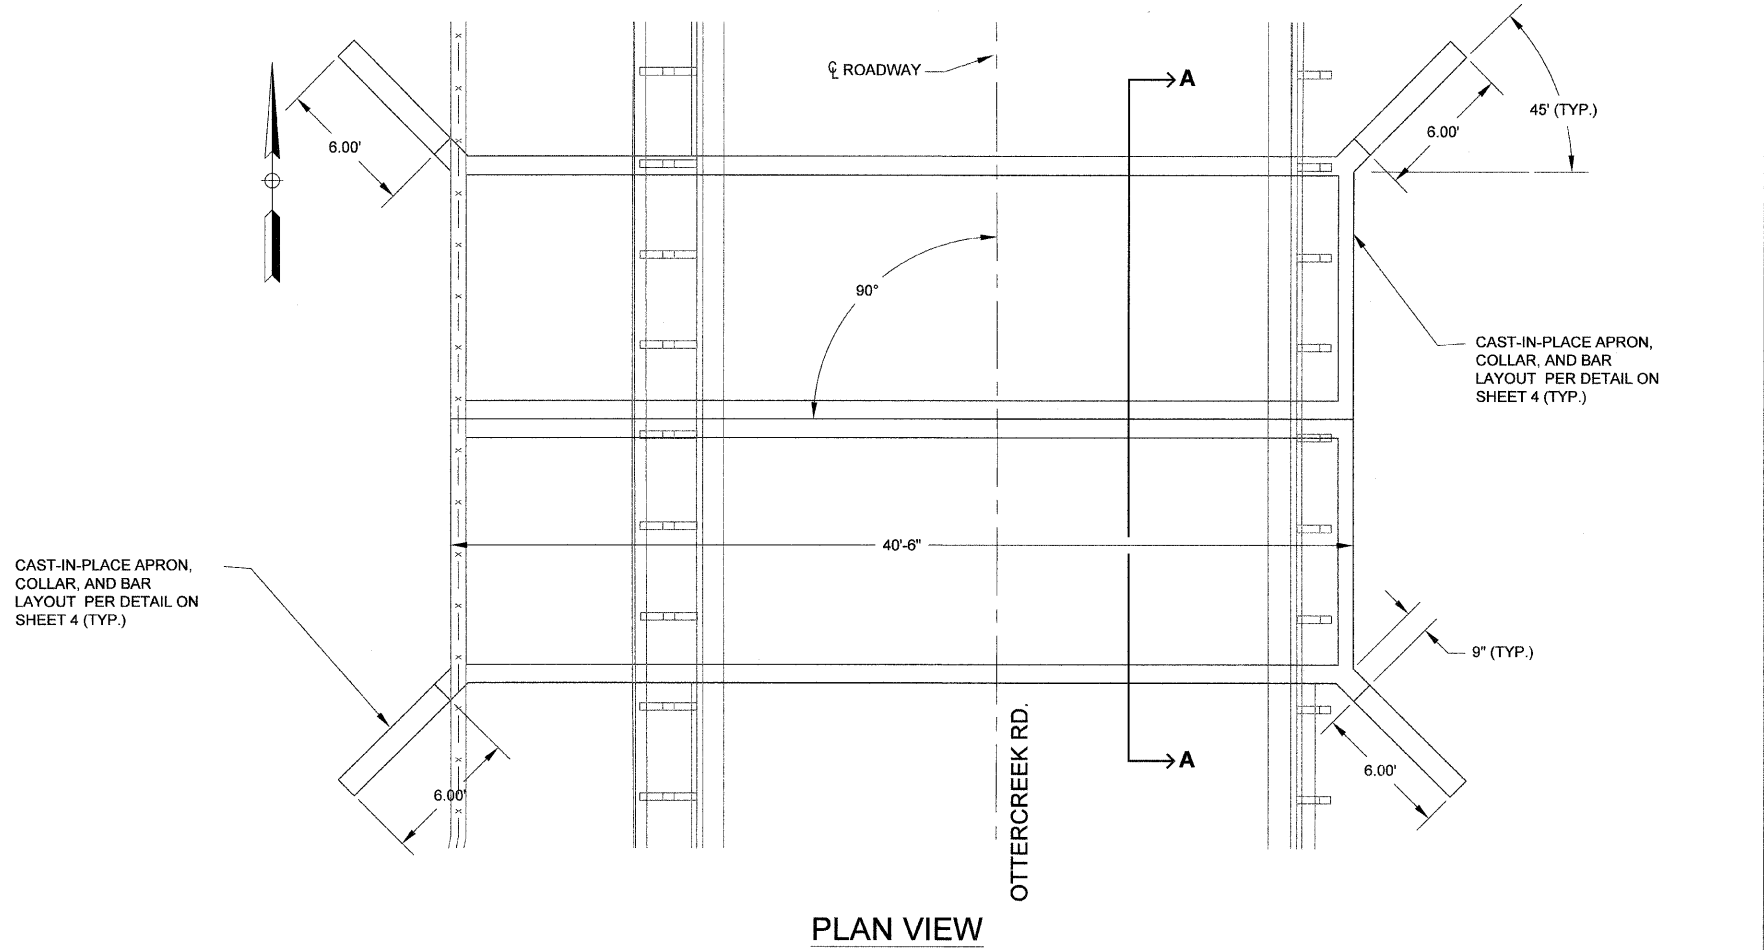 ℄ ROADWAY
A
45' (TYP.)
6.00'
6.00'
90°
CAST-IN-PLACE APRON,
COLLAR, AND BAR
LAYOUT PER DETAIL ON
SHEET 4 (TYP.)
40'-6"
CAST-IN-PLACE APRON,
COLLAR, AND BAR
LAYOUT PER DETAIL ON
SHEET 4 (TYP.)
9" (TYP.)
OTTERCREEK RD.
A
6.00'
6.00'
PLAN VIEW